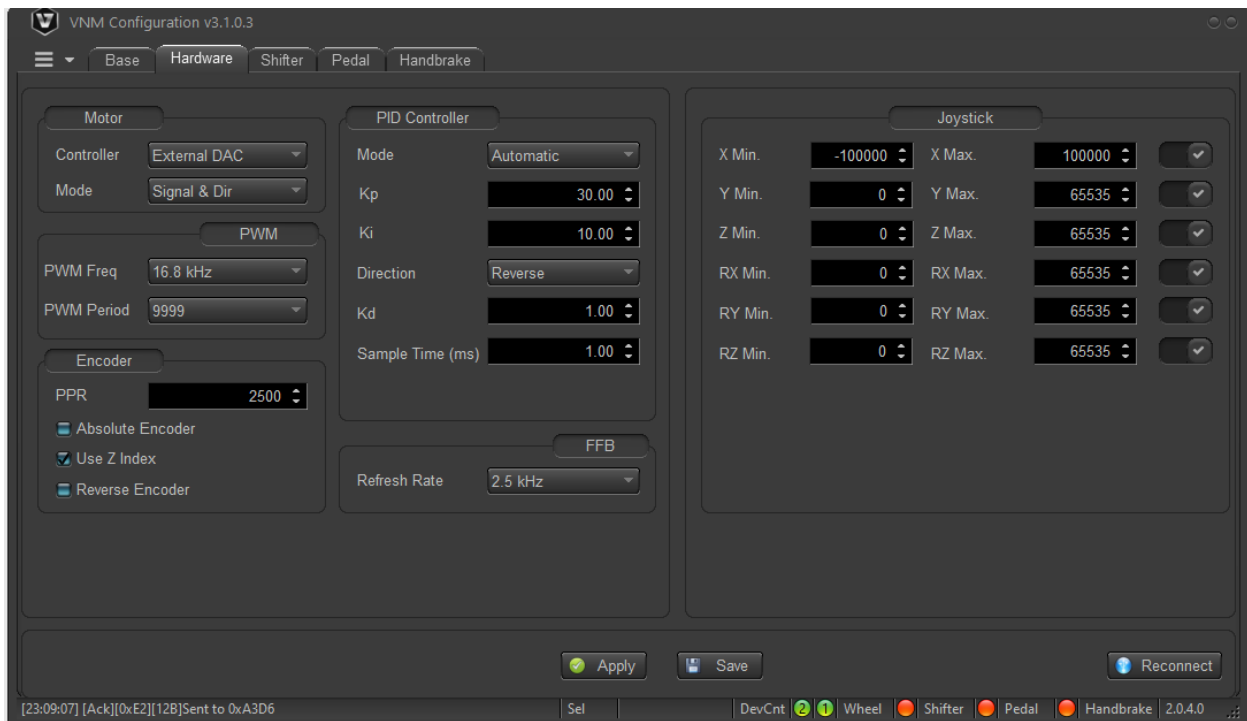 VNM Configuration v3.1.0.3
Base Hardware Shifter Pedal Handbrake
Motor
Controller External DAC
Mode Signal & Dir
PWM
PWM Freq 16.8 kHz
PWM Period 9999
Encoder
PPR 2500
Absolute Encoder
Use Z Index
Reverse Encoder
PID Controller
Mode Automatic
Kp 30.00
Ki 10.00
Direction Reverse
Kd 1.00
Sample Time (ms) 1.00
FFB
Refresh Rate 2.5 kHz
Joystick
X Min. -100000 X Max. 100000
Y Min. 0 Y Max. 65535
Z Min. 0 Z Max. 65535
RX Min. 0 RX Max. 65535
RY Min. 0 RY Max. 65535
RZ Min. 0 RZ Max. 65535
Apply Save Reconnect
[23:09:07] [Ack][0xE2][12B]Sent to 0xA3D6 Sel DevCnt 2 1 Wheel Shifter Pedal Handbrake 2.0.4.0